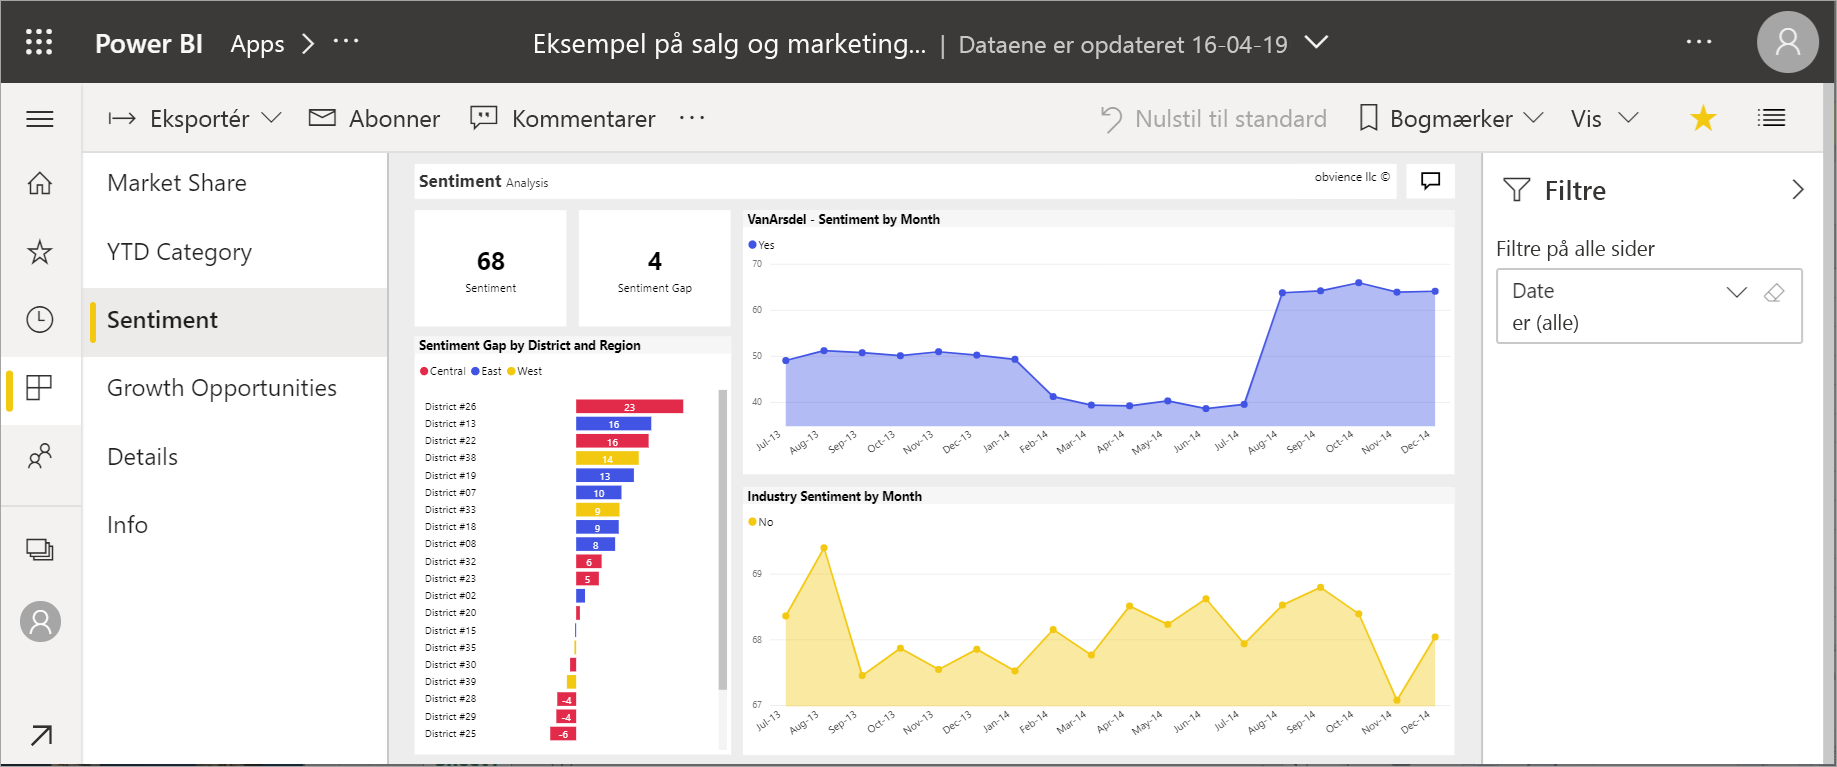 Power BI Apps > ... Eksempel på salg og marketing... | Dataene er opdateret 16-04-19 ...
Eksportér Abonner Kommentarer ... Nulstil til standard Bogmærker Vis
Market Share
YTD Category
Sentiment
Growth Opportunities
Details
Info
Sentiment Analysis
obvience llc ©
68
Sentiment
4
Sentiment Gap
Sentiment Gap by District and Region
Central East West
District #26 23
District #13 16
District #22 16
District #38 14
District #19 13
District #07 10
District #33 9
District #18 9
District #08 8
District #32 6
District #23 5
District #02
District #20
District #15
District #35
District #30
District #39
District #28 -4
District #29 -4
District #25 -6
VanArsdel - Sentiment by Month
Yes
70
60
50
40
Jul-13 Aug-13 Sep-13 Oct-13 Nov-13 Dec-13 Jan-14 Feb-14 Mar-14 Apr-14 May-14 Jun-14 Jul-14 Aug-14 Sep-14 Oct-14 Nov-14 Dec-14
Industry Sentiment by Month
No
69
68
67
Jul-13 Aug-13 Sep-13 Oct-13 Nov-13 Dec-13 Jan-14 Feb-14 Mar-14 Apr-14 May-14 Jun-14 Jul-14 Aug-14 Sep-14 Oct-14 Nov-14 Dec-14
Filtre
Filtre på alle sider
Date
er (alle)